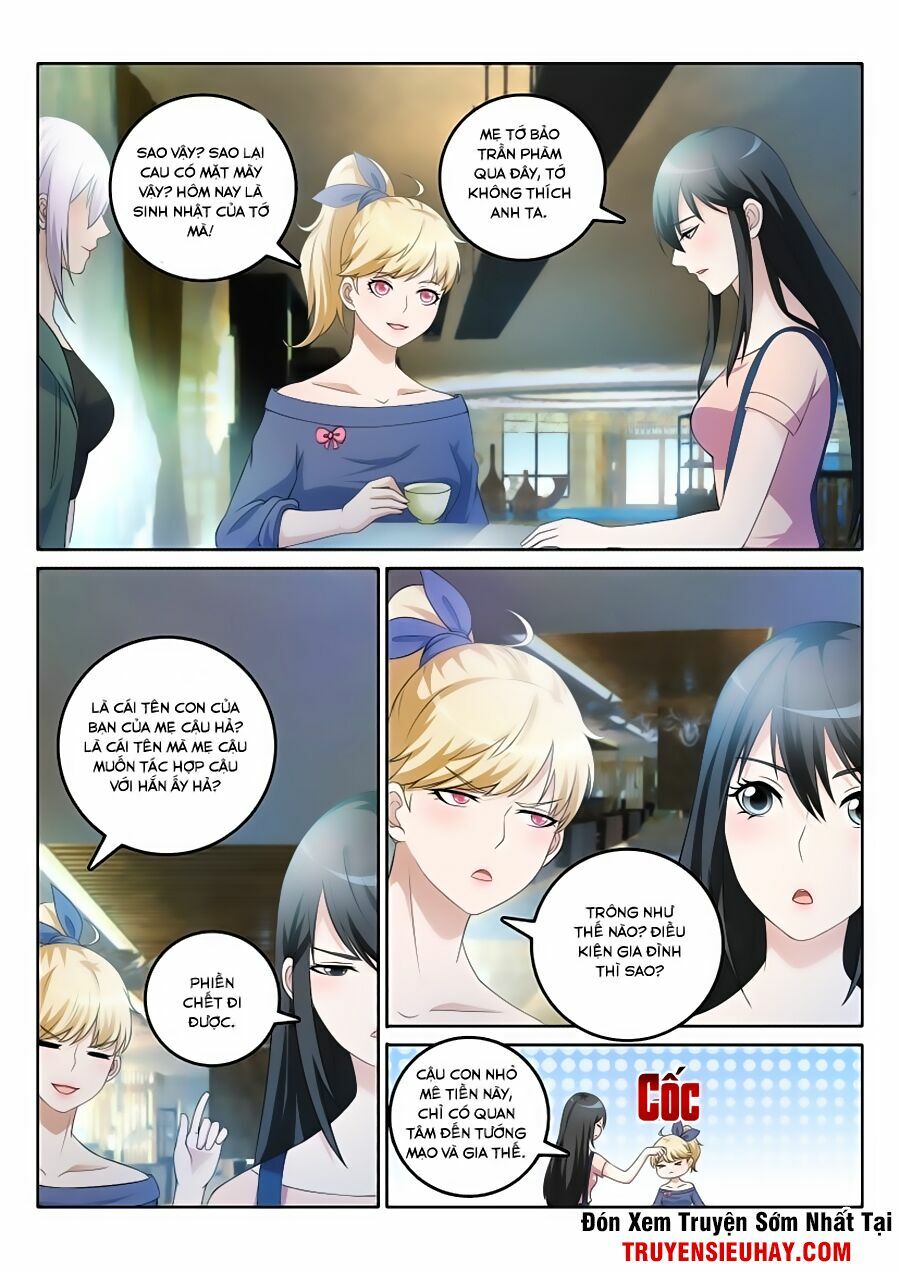 SAO VẬY? SAO LẠI
CAU CÓ MẶT MÀY
VẬY? HÔM NAY LÀ
SINH NHẬT CỦA TỚ
MÀ!
MẸ TỚ BẢO
TRẦN PHÀM
QUA ĐÂY, TỚ
KHÔNG THÍCH
ANH TA.
LÀ CÁI TÊN CON CỦA
BẠN CỦA MẸ CẬU HẢ?
LÀ CÁI TÊN MÀ MẸ CẬU
MUỐN TÁC HỢP CẬU
VỚI HẮN ẤY HẢ?
PHIỀN
CHẾT ĐI
ĐƯỢC.
TRÔNG NHƯ
THẾ NÀO? ĐIỀU
KIỆN GIA ĐÌNH
THÌ SAO?
CẬU CON NHỎ
MÊ TIỀN NÀY,
CHỈ CÓ QUAN
TÂM ĐẾN TƯỚNG
MẠO VÀ GIA THẾ.
CỐC
Đón Xem Truyện Sớm Nhất Tại
TRUYENSIEUHAY.COM